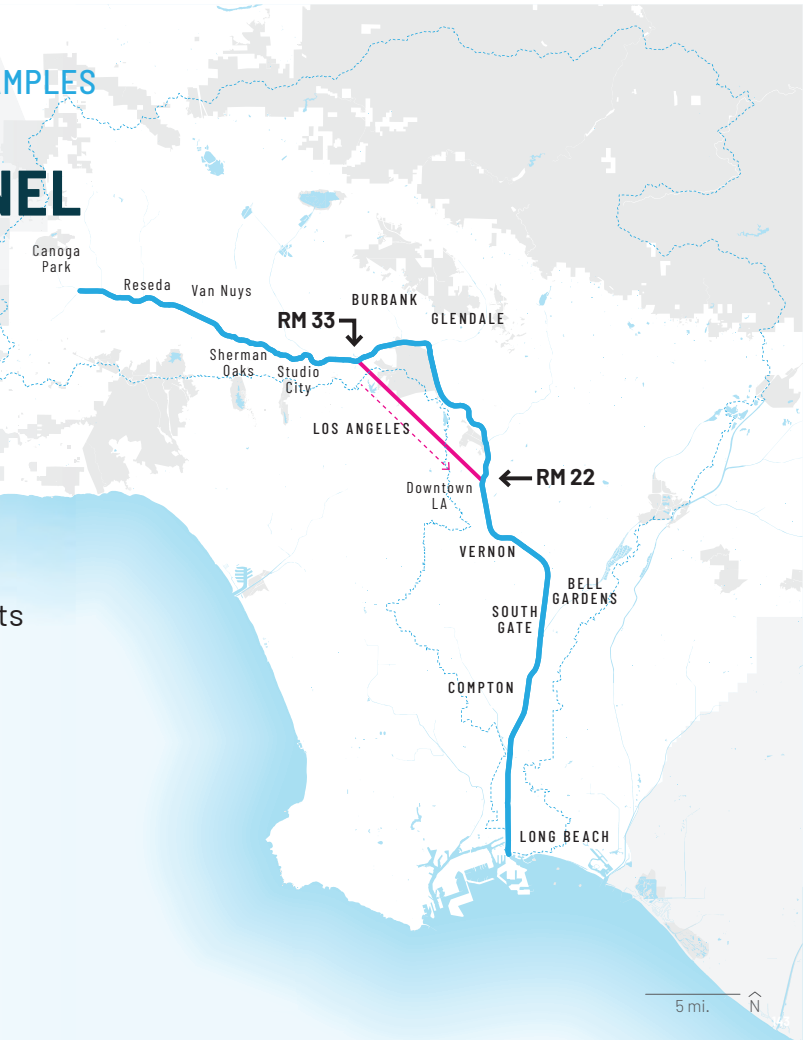 MPLES
NEL
Canoga
Park
Reseda
Van Nuys
BURBANK
RM 33
GLENDALE
Sherman
Oaks
Studio
City
LOS ANGELES
RM 22
Downtown
LA
VERNON
BELL
GARDENS
SOUTH
GATE
ts
COMPTON
LONG BEACH
5 mi.
N